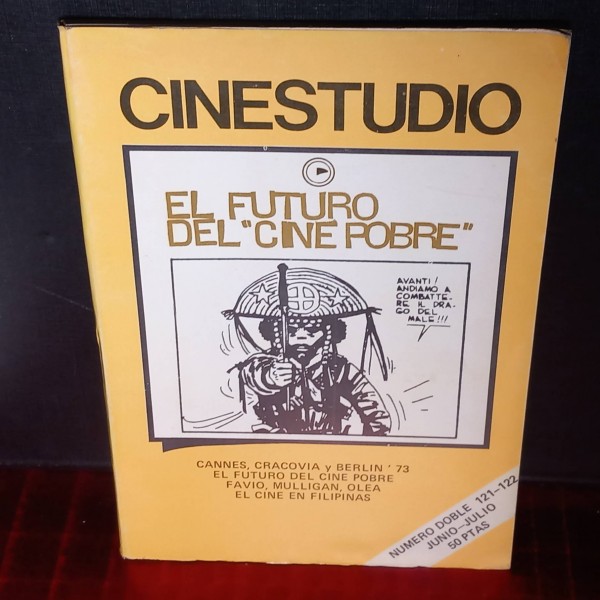 CINESTUDIO
EL FUTURO
DEL "CINE POBRE"
AVANTI!
ANDIAMO A
COMBATTE-
RE IL DRA-
GO DEL
MALE!!!
CANNES, CRACOVIA y BERLIN '73
EL FUTURO DEL CINE POBRE
FAVIO, MULLIGAN, OLEA
EL CINE EN FILIPINAS
NUMERO DOBLE 121-122
JUNIO-JULIO
50 PTAS